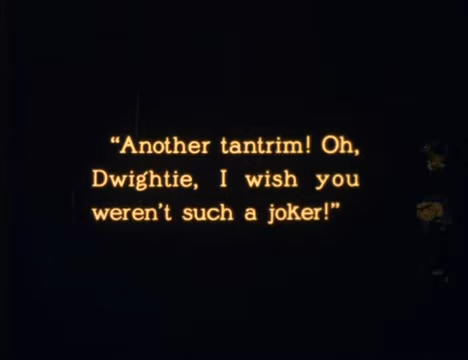 “Another tantrim! Oh,
Dwightie, I wish you
weren't such a joker!”